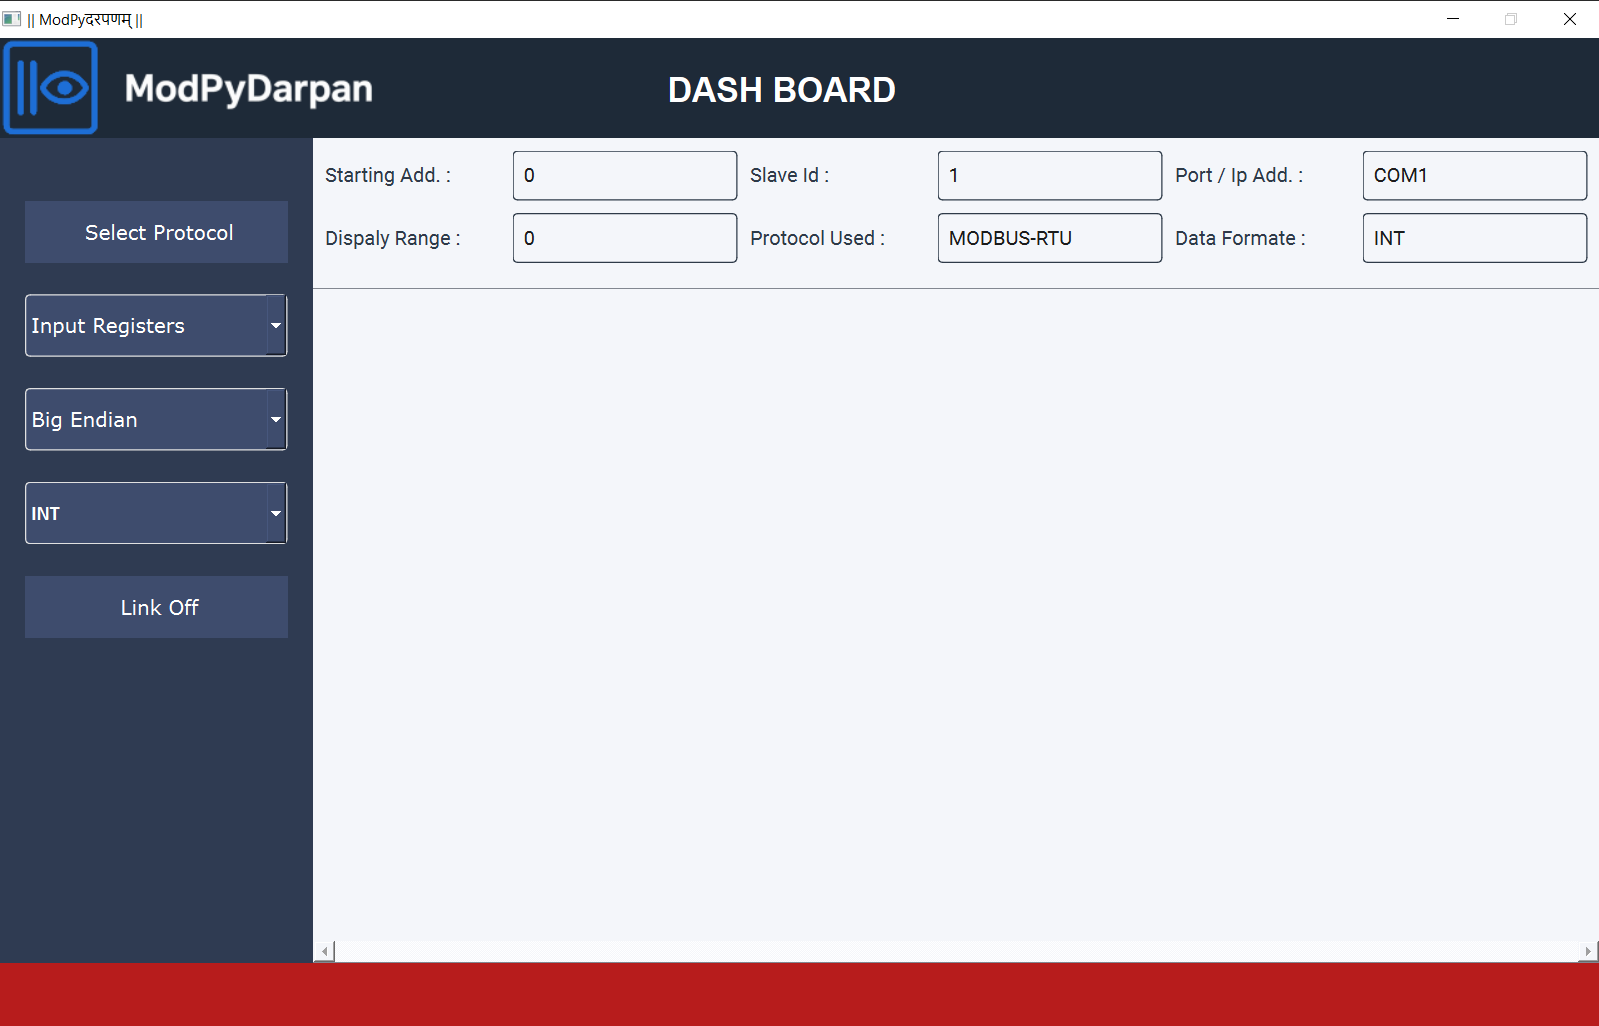 || ModPyदरपणम् ||
ModPyDarpan
DASH BOARD
Select Protocol
Input Registers
Big Endian
INT
Link Off
Starting Add. : 0 Slave Id : 1 Port / Ip Add. : COM1
Dispaly Range : 0 Protocol Used : MODBUS-RTU Data Formate : INT